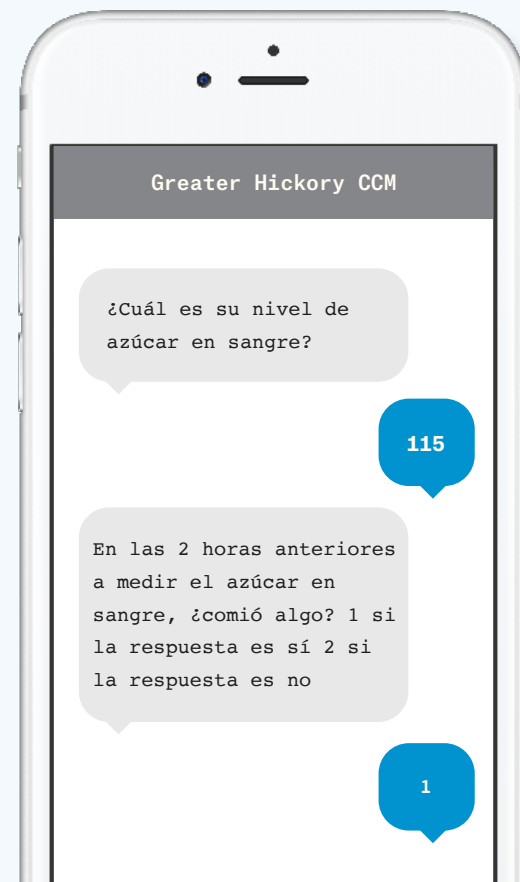 Greater Hickory CCM
¿Cuál es su nivel de
azúcar en sangre?
115
En las 2 horas anteriores
a medir el azúcar en
sangre, ¿comió algo? 1 si
la respuesta es sí 2 si
la respuesta es no
1